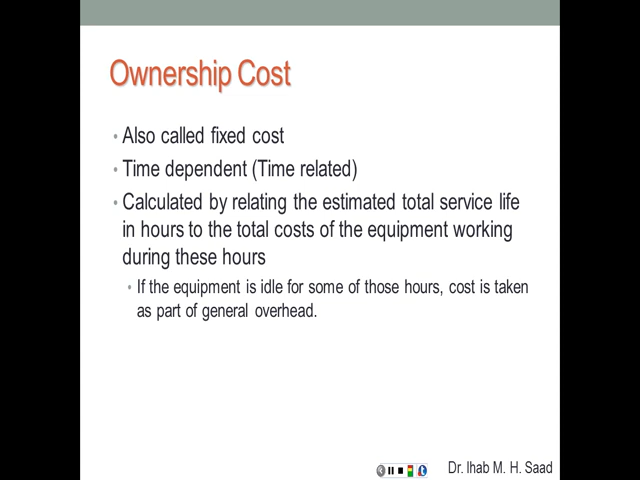 Ownership Cost
• Also called fixed cost
• Time dependent (Time related)
• Calculated by relating the estimated total service life
in hours to the total costs of the equipment working
during these hours
• If the equipment is idle for some of those hours, cost is taken
as part of general overhead.
Dr. Ihab M. H. Saad